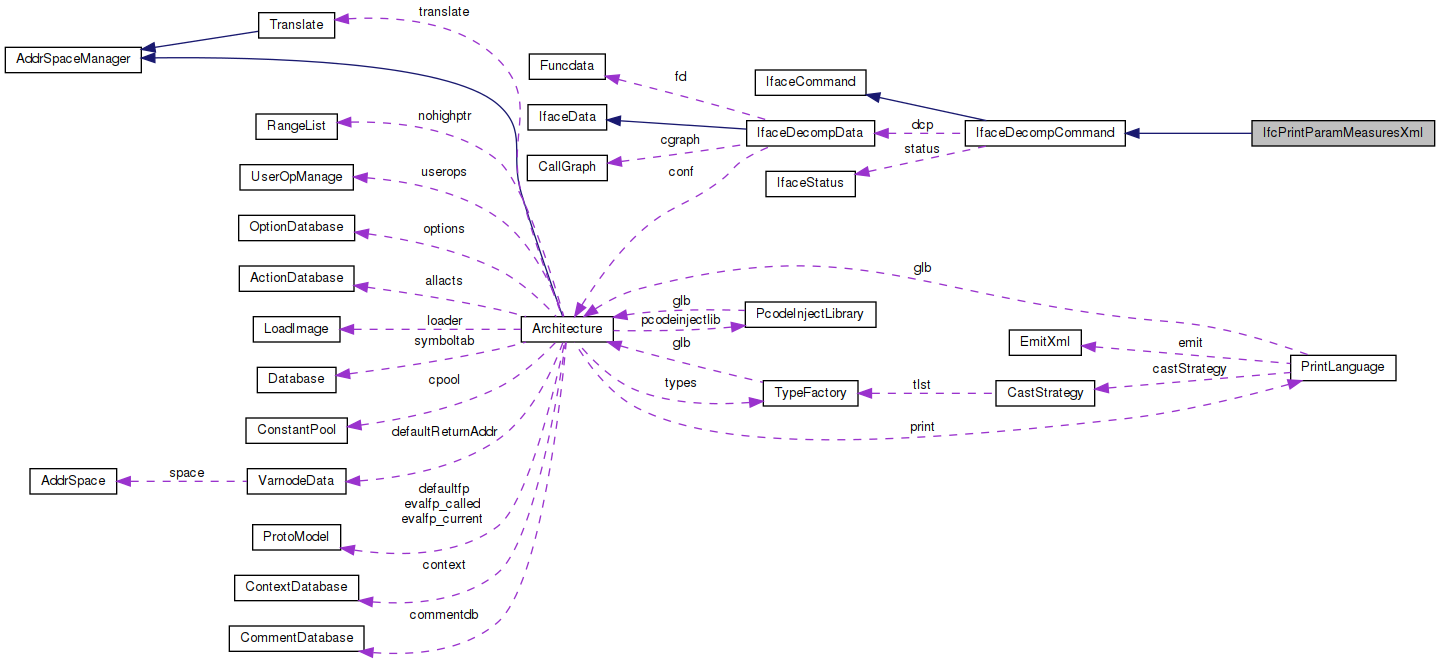 translate
Translate
AddrSpaceManager
Funcdata
fd
IfaceCommand
nohighptr
RangeList
IfaceData
IfaceDecompData
dcp
IfaceDecompCommand
IfcPrintParamMeasuresXml
cgraph
status
CallGraph
conf
IfaceStatus
userops
UserOpManage
options
OptionDatabase
allacts
ActionDatabase
glb
glb
PcodeInjectLibrary
pcodeinjectlib
loader
LoadImage
Architecture
symboltab
glb
EmitXml
emit
castStrategy
PrintLanguage
Database
cpool
types
TypeFactory
tlst
CastStrategy
ConstantPool
defaultReturnAddr
print
AddrSpace
space
VarnodeData
defaultfp
evalfp_called
evalfp_current
ProtoModel
context
ContextDatabase
commentdb
CommentDatabase